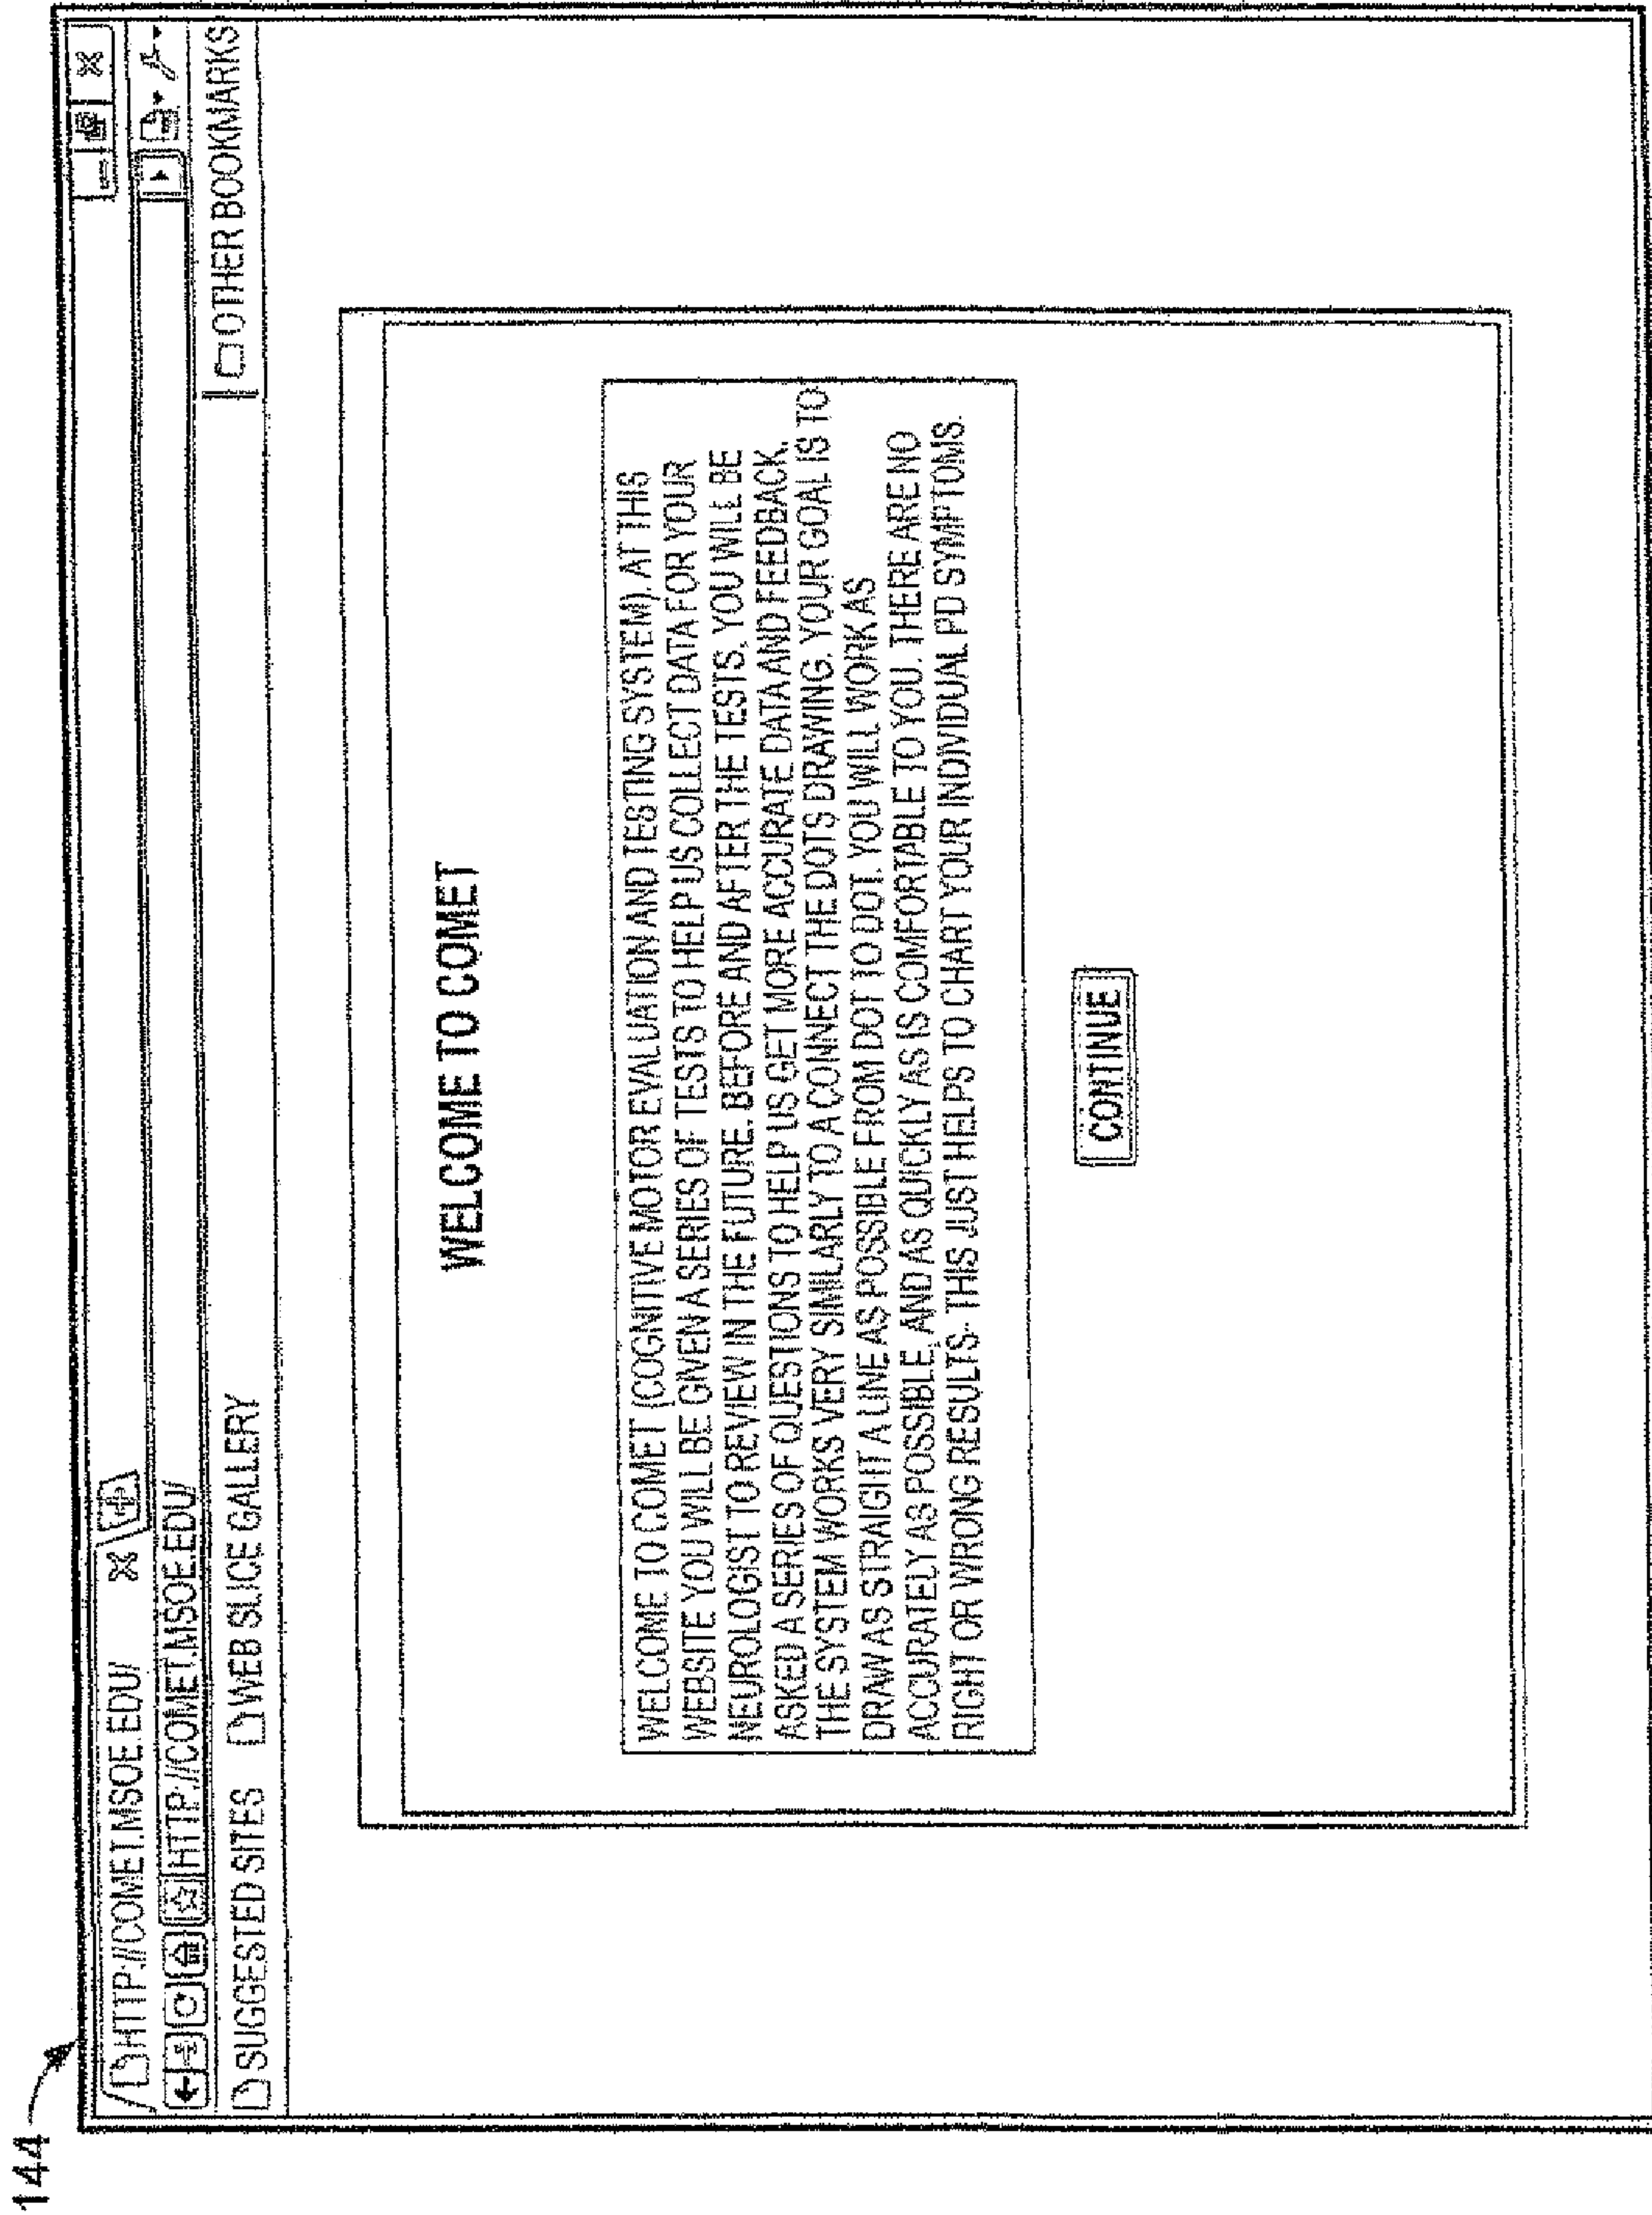 144
HTTP://COMET.MSOE.EDU/
HTTP://COMET.MSOE.EDU/
SUGGESTED SITES WEB SLICE GALLERY OTHER BOOKMARKS
WELCOME TO COMET
WELCOME TO COMET (COGNITIVE MOTOR EVALUATION AND TESTING SYSTEM). AT THIS
WEBSITE YOU WILL BE GIVEN A SERIES OF TESTS TO HELP US COLLECT DATA FOR YOUR
NEUROLOGIST TO REVIEW IN THE FUTURE. BEFORE AND AFTER THE TESTS, YOU WILL BE
ASKED A SERIES OF QUESTIONS TO HELP US GET MORE ACCURATE DATA AND FEEDBACK.
THE SYSTEM WORKS VERY SIMILARLY TO A CONNECT THE DOTS DRAWING. YOUR GOAL IS TO
DRAW AS STRAIGHT A LINE AS POSSIBLE FROM DOT TO DOT. YOU WILL WORK AS
ACCURATELY AS POSSIBLE, AND AS QUICKLY AS IS COMFORTABLE TO YOU. THERE ARE NO
RIGHT OR WRONG RESULTS-- THIS JUST HELPS TO CHART YOUR INDIVIDUAL PD SYMPTOMS.
CONTINUE